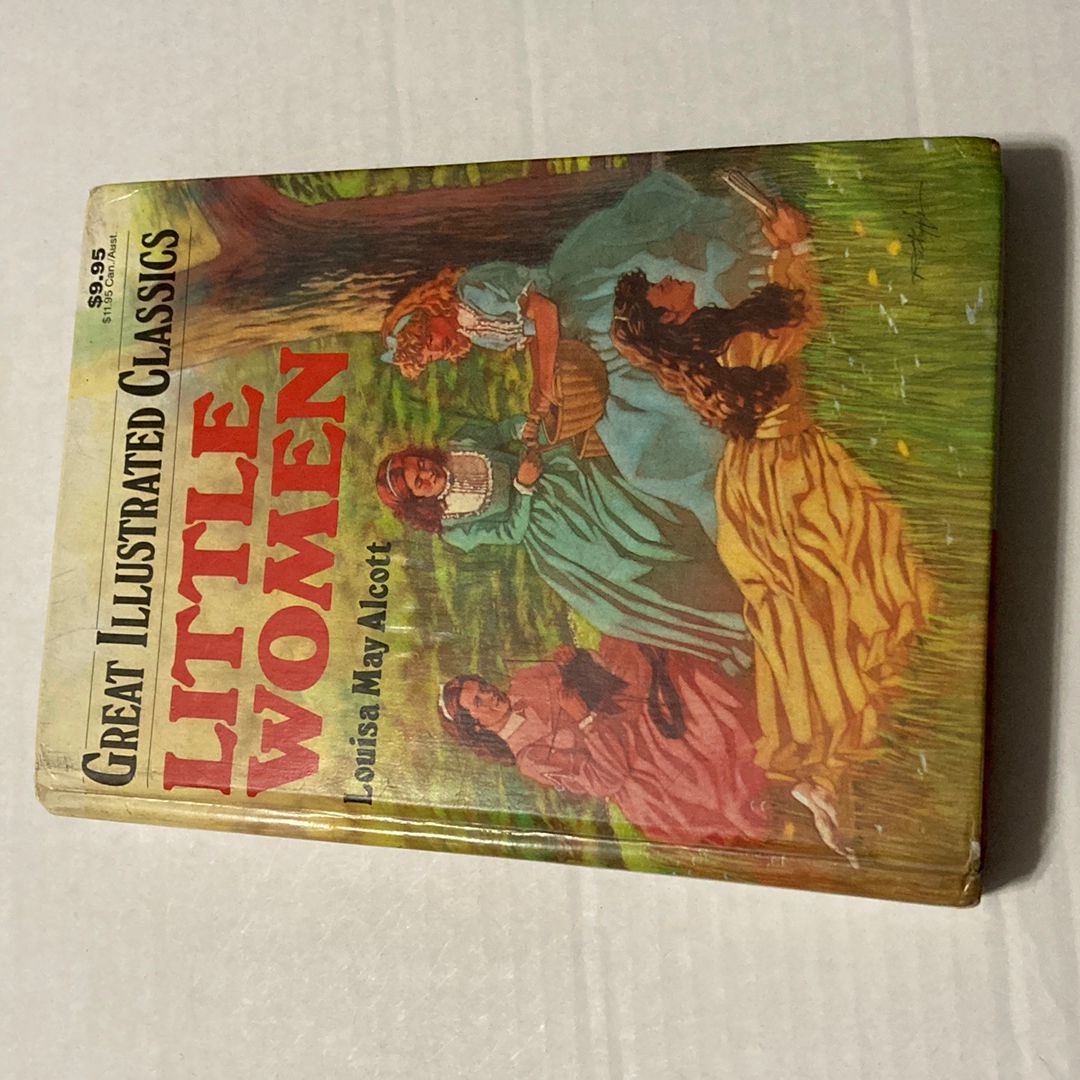 $9.95
$11.95 Can./Aust.
GREAT ILLUSTRATED CLASSICS
LITTLE
WOMEN
Louisa May Alcott